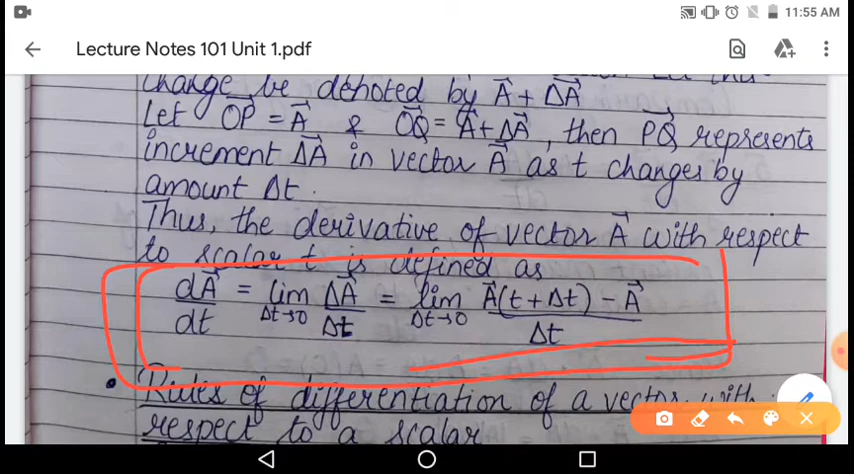 11:55 AM
Lecture Notes 101 Unit 1.pdf
change be denoted by A⃗ + ΔA⃗
Let OP⃗ = A⃗ & OQ⃗ = A⃗ + ΔA⃗, then PQ⃗ represents
increment ΔA⃗ in vector A⃗ as t changes by
amount Δt.
Thus, the derivative of vector A⃗ with respect
to scalar t is defined as
dA⃗/dt = lim Δt→0 ΔA⃗/Δt = lim Δt→0 (A⃗(t + Δt) − A⃗)/Δt
• Rules of differentiation of a vector with
respect to a scalar